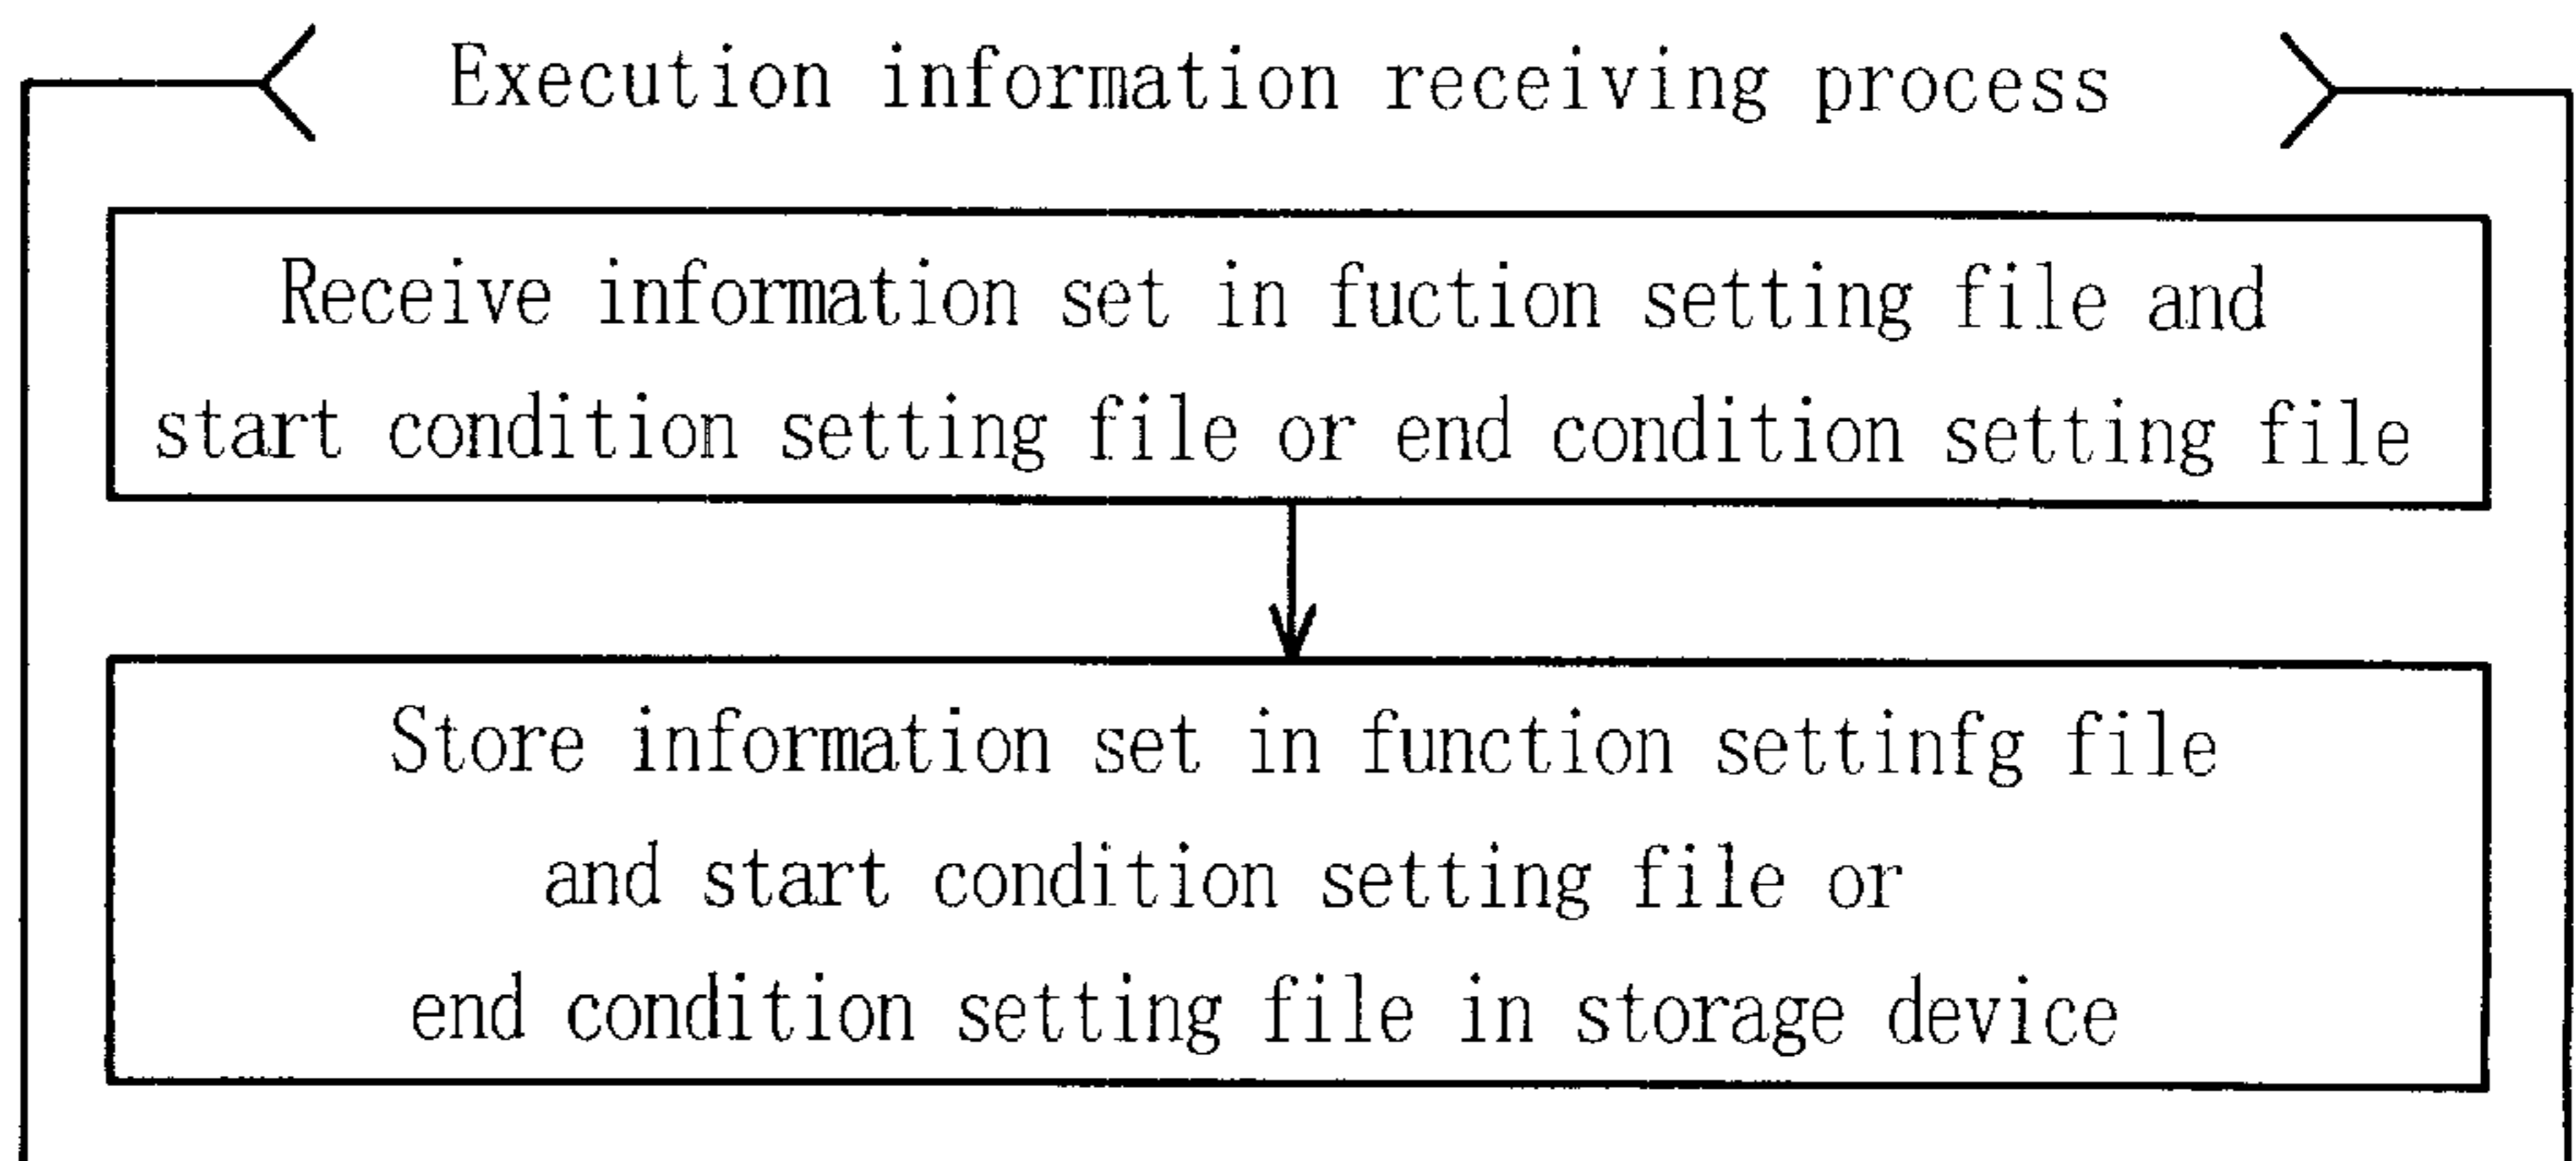 Execution information receiving process
Receive information set in fuction setting file and
start condition setting file or end condition setting file
Store information set in function settinfg file
and start condition setting file or
end condition setting file in storage device